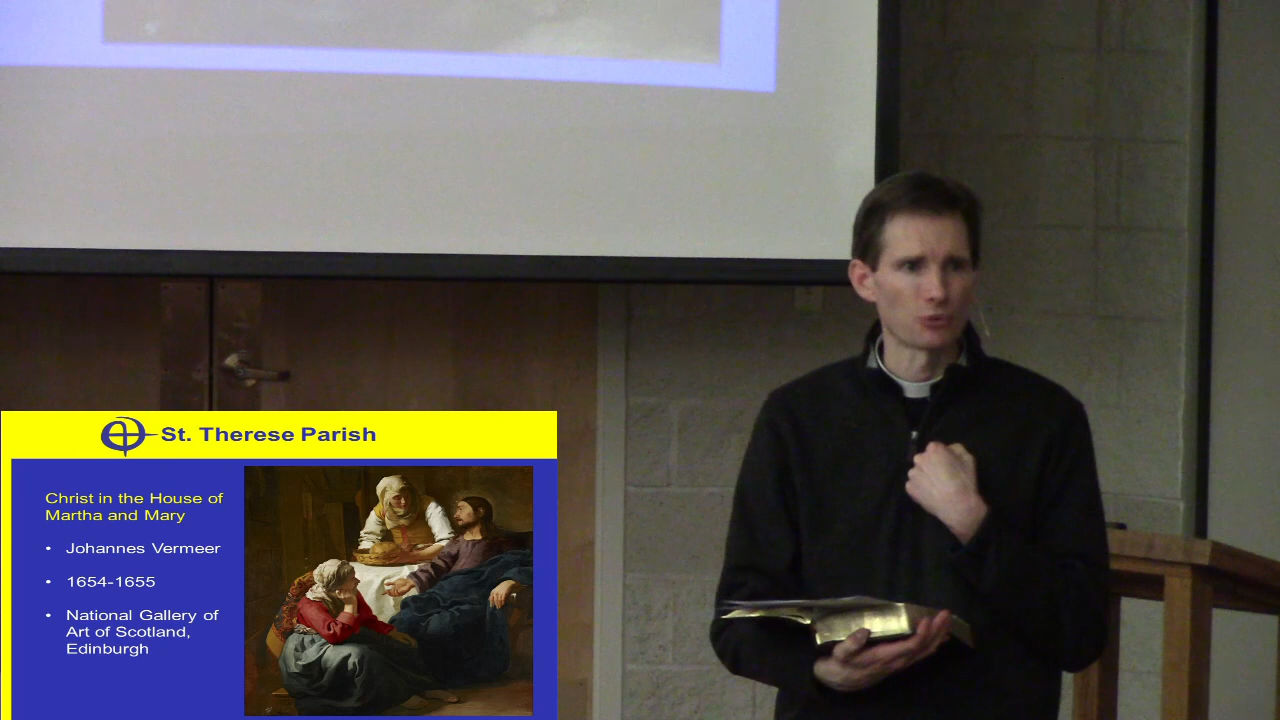 St. Therese Parish
Christ in the House of
Martha and Mary
• Johannes Vermeer
• 1654-1655
• National Gallery of
Art of Scotland,
Edinburgh